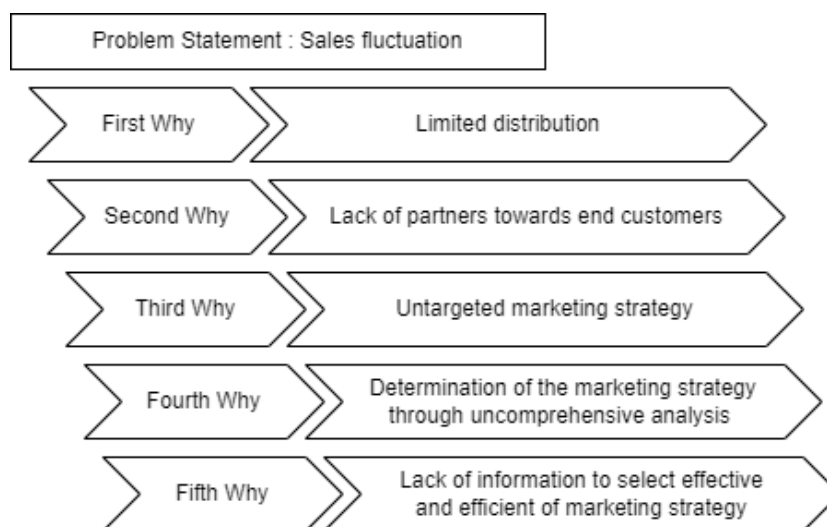 Problem Statement : Sales fluctuation
First Why
Limited distribution
Second Why
Lack of partners towards end customers
Third Why
Untargeted marketing strategy
Fourth Why
Determination of the marketing strategy
through uncomprehensive analysis
Fifth Why
Lack of information to select effective
and efficient of marketing strategy